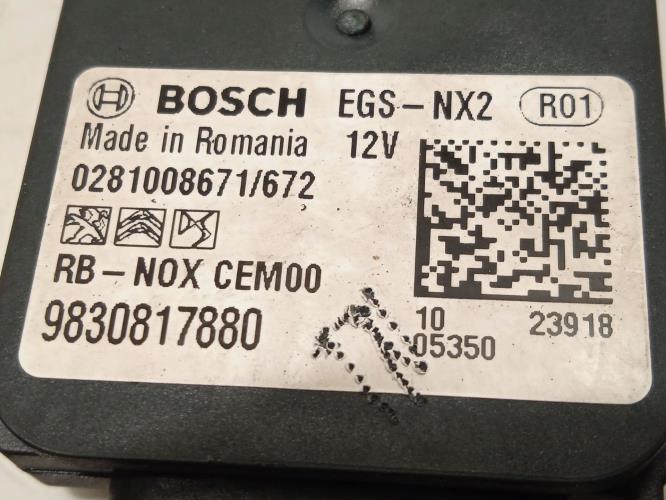 BOSCH EGS-NX2 R01
Made in Romania 12V
0281008671/672
RB-NOX CEM00
9830817880
10 23918
05350